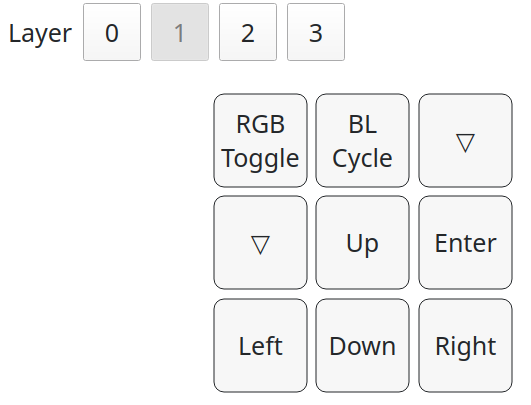 Layer 0 1 2 3
RGB Toggle BL Cycle ▽
▽ Up Enter
Left Down Right